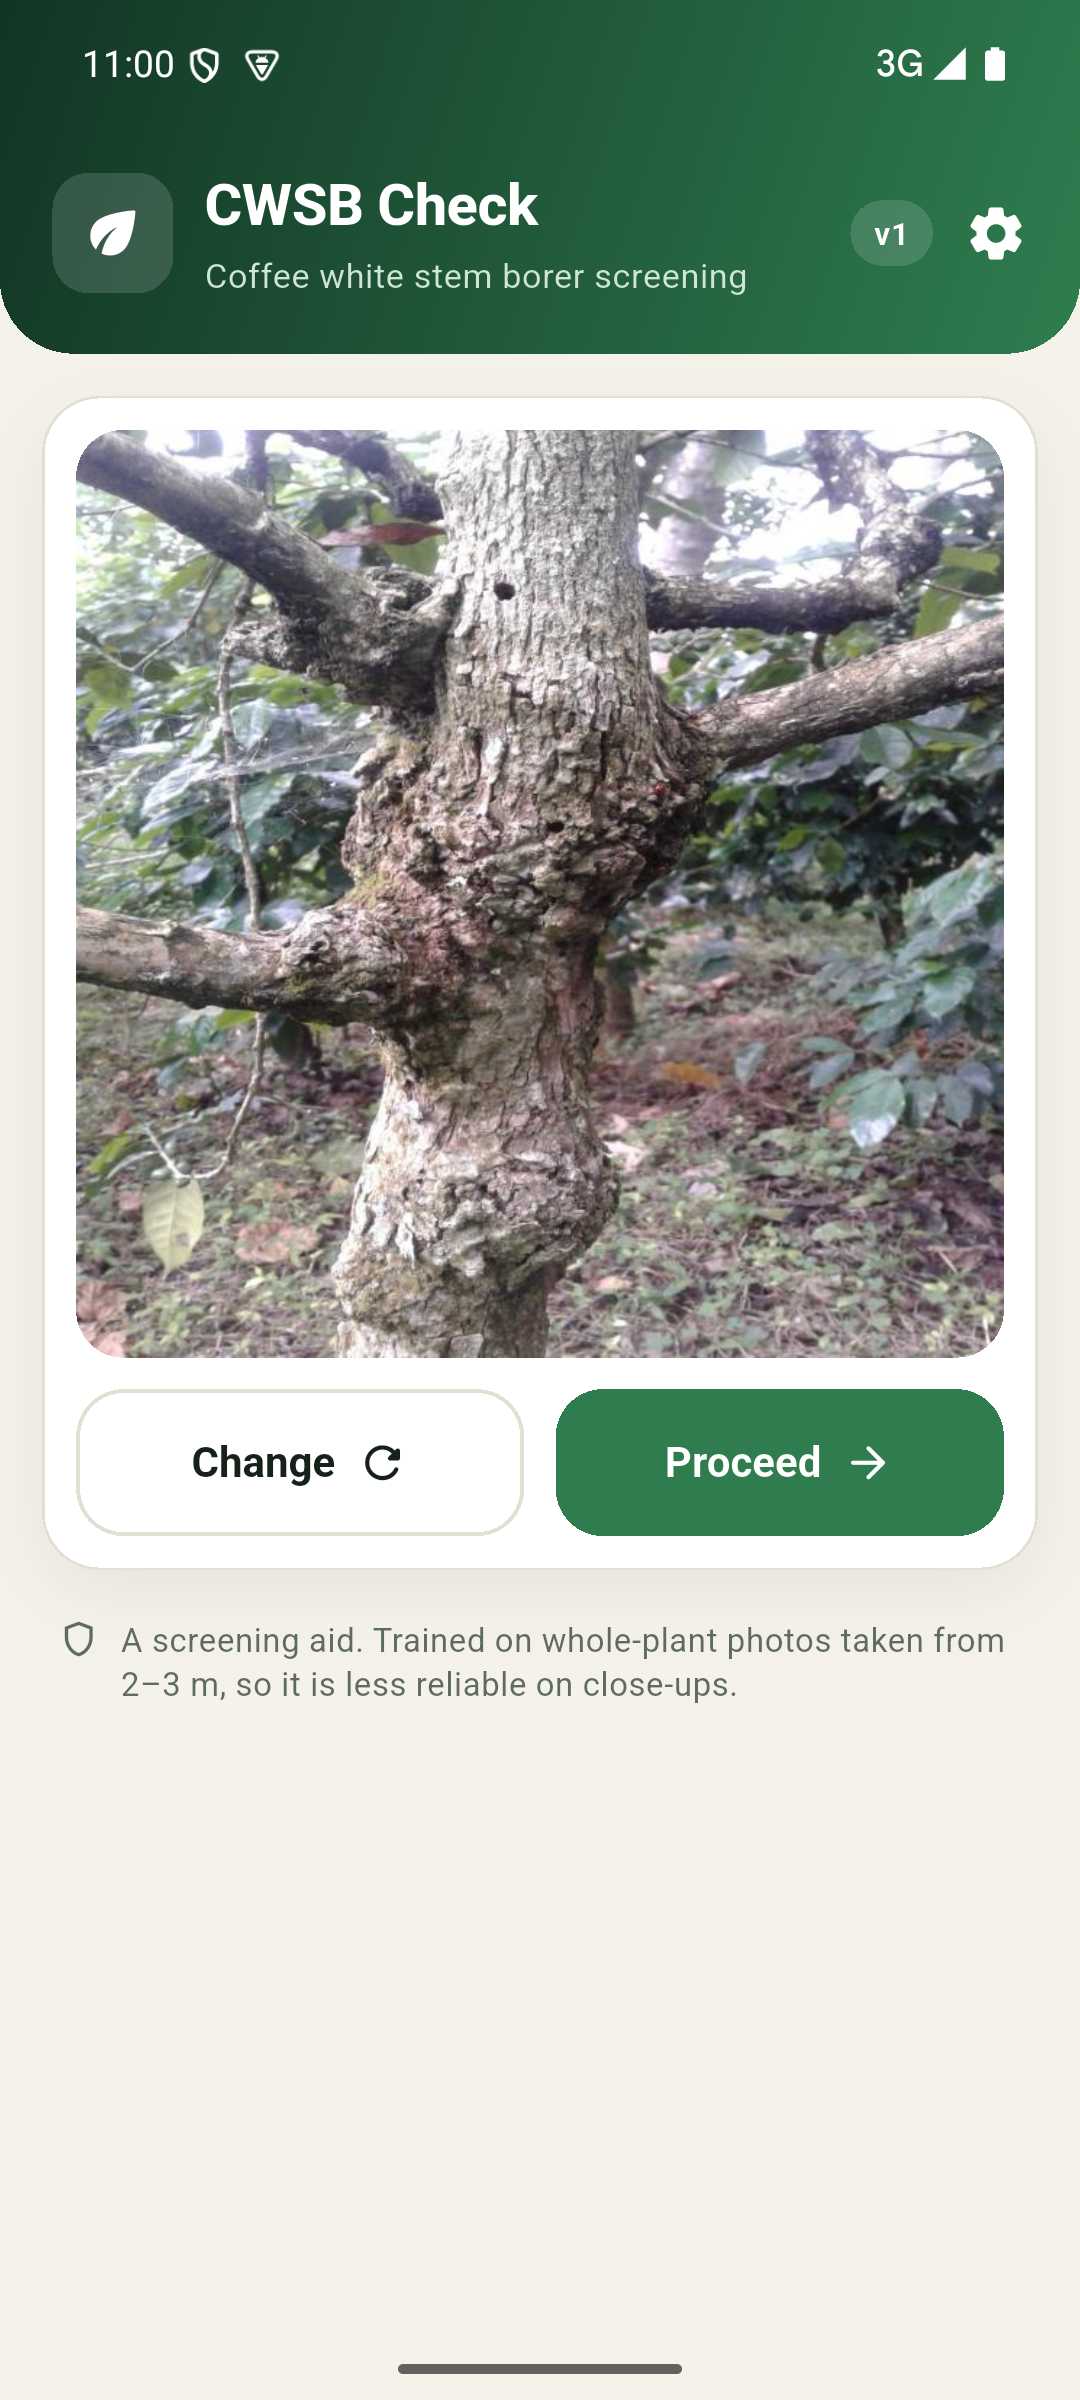 11:00
3G
CWSB Check
Coffee white stem borer screening
v1
Change
Proceed
A screening aid. Trained on whole-plant photos taken from
2–3 m, so it is less reliable on close-ups.